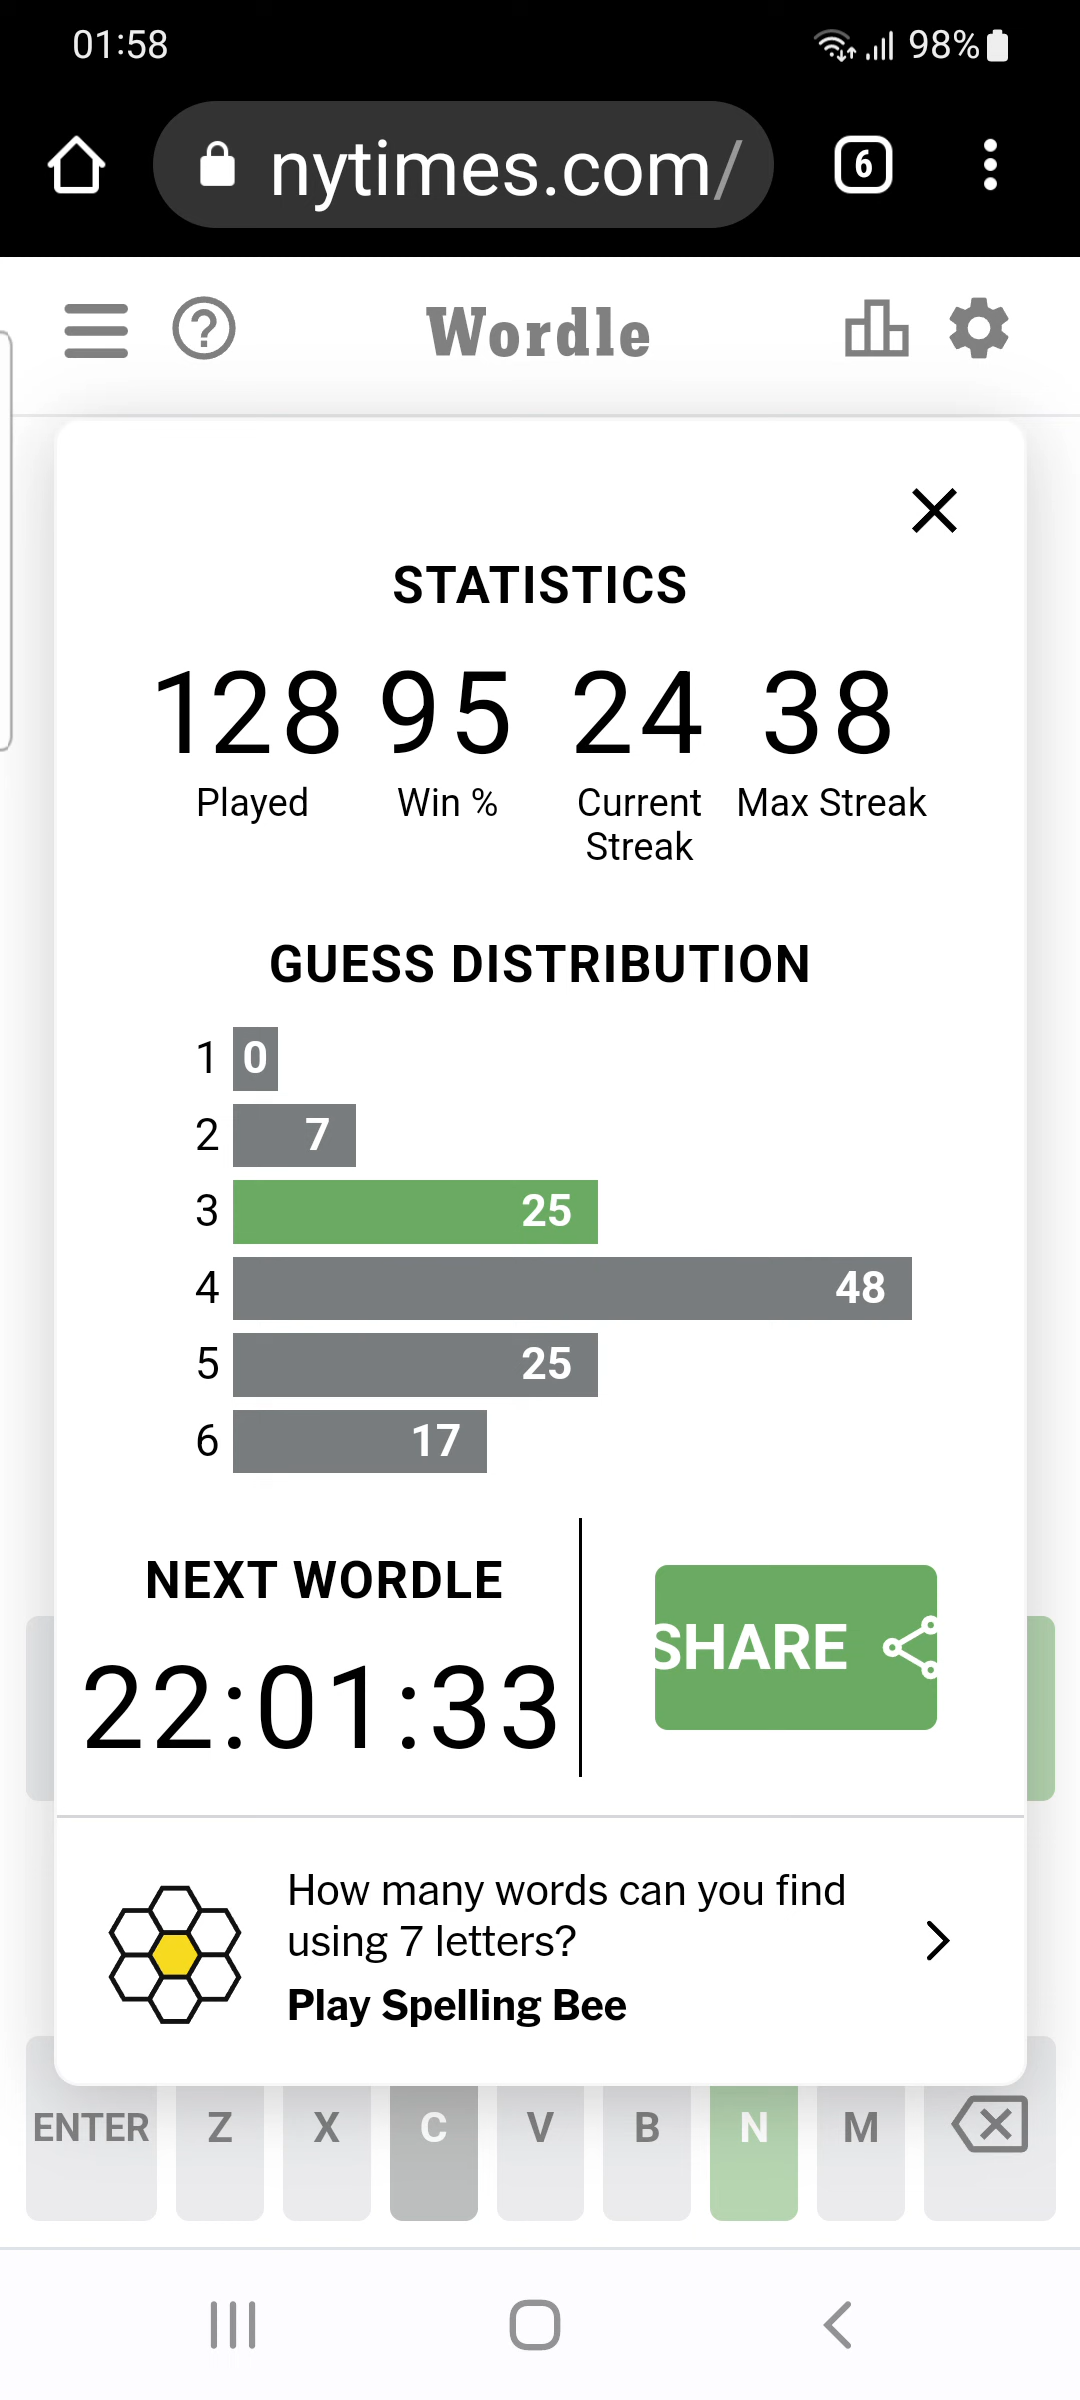 01:58
98%
nytimes.com/
6
Wordle
STATISTICS
128 95 24 38
Played Win % Current Streak Max Streak
GUESS DISTRIBUTION
1 0
2 7
3 25
4 48
5 25
6 17
NEXT WORDLE
22:01:33
SHARE
How many words can you find
using 7 letters?
Play Spelling Bee
ENTER Z X C V B N M